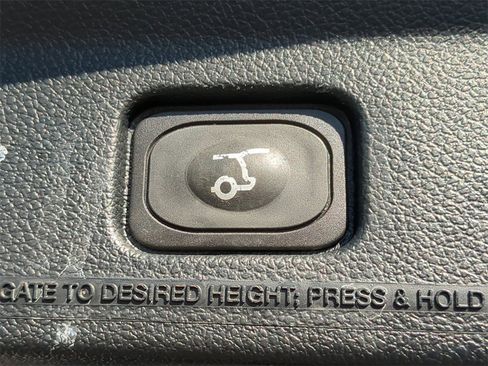 GATE TO DESIRED HEIGHT; PRESS & HOLD